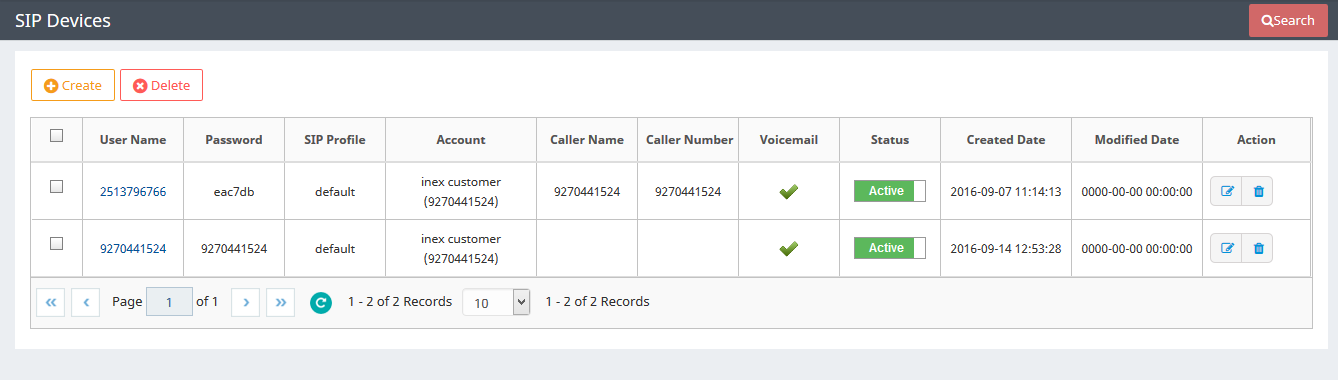 SIP Devices
Search
Create Delete
User Name Password SIP Profile Account Caller Name Caller Number Voicemail Status Created Date Modified Date Action
2513796766 eac7db default inex customer (9270441524) 9270441524 9270441524 Active 2016-09-07 11:14:13 0000-00-00 00:00:00
9270441524 9270441524 default inex customer (9270441524) Active 2016-09-14 12:53:28 0000-00-00 00:00:00
Page 1 of 1 1 - 2 of 2 Records 10 1 - 2 of 2 Records